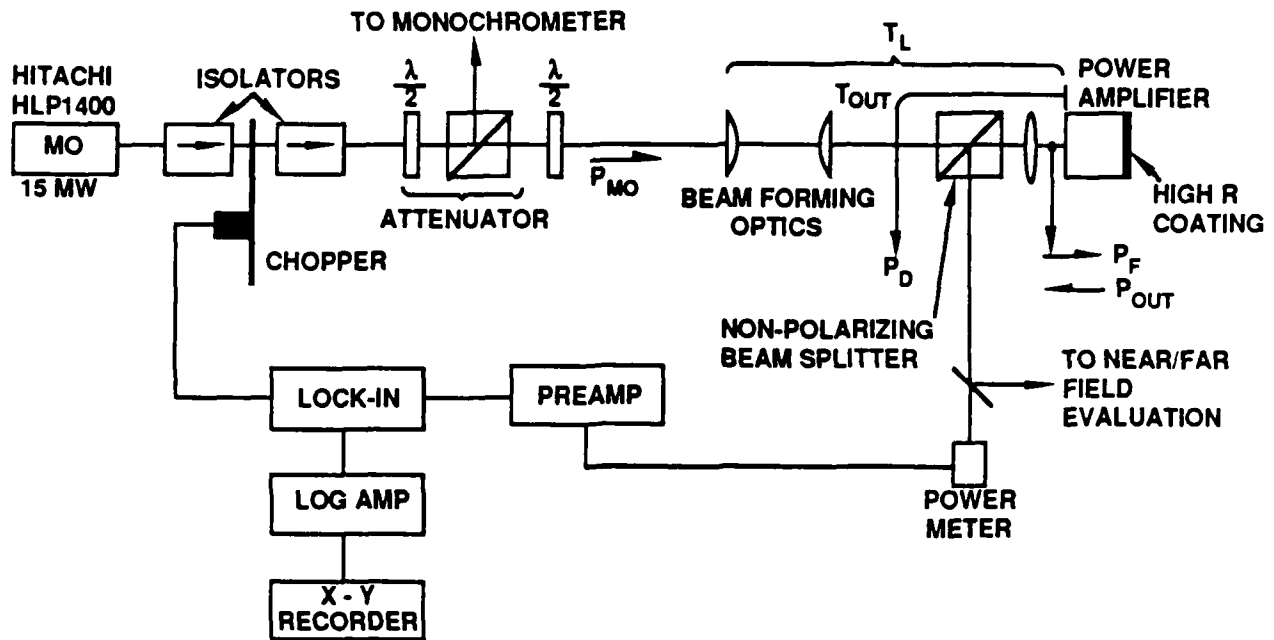 TO MONOCHROMETER
HITACHI
HLP1400
MO
15 MW
ISOLATORS
λ
2
λ
2
ATTENUATOR
CHOPPER
P_MO
T_L
T_OUT
POWER
AMPLIFIER
BEAM FORMING
OPTICS
P_D
HIGH R
COATING
P_F
P_OUT
NON-POLARIZING
BEAM SPLITTER
TO NEAR/FAR
FIELD
EVALUATION
LOCK-IN
PREAMP
LOG AMP
POWER
METER
X - Y
RECORDER